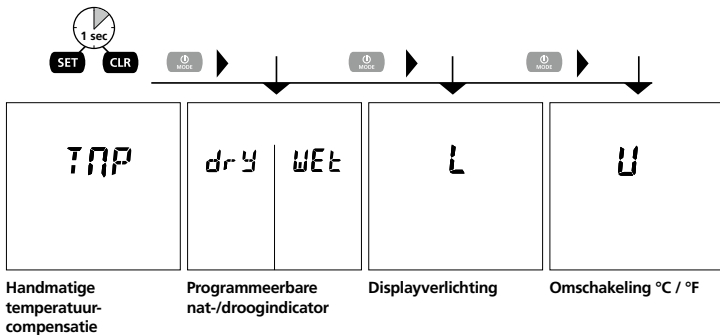 1 sec
SET CLR
MODE MODE MODE
TMP dry WEt L U
Handmatige
temperatuur-
compensatie
Programmeerbare
nat-/droogindicator
Displayverlichting
Omschakeling °C / °F